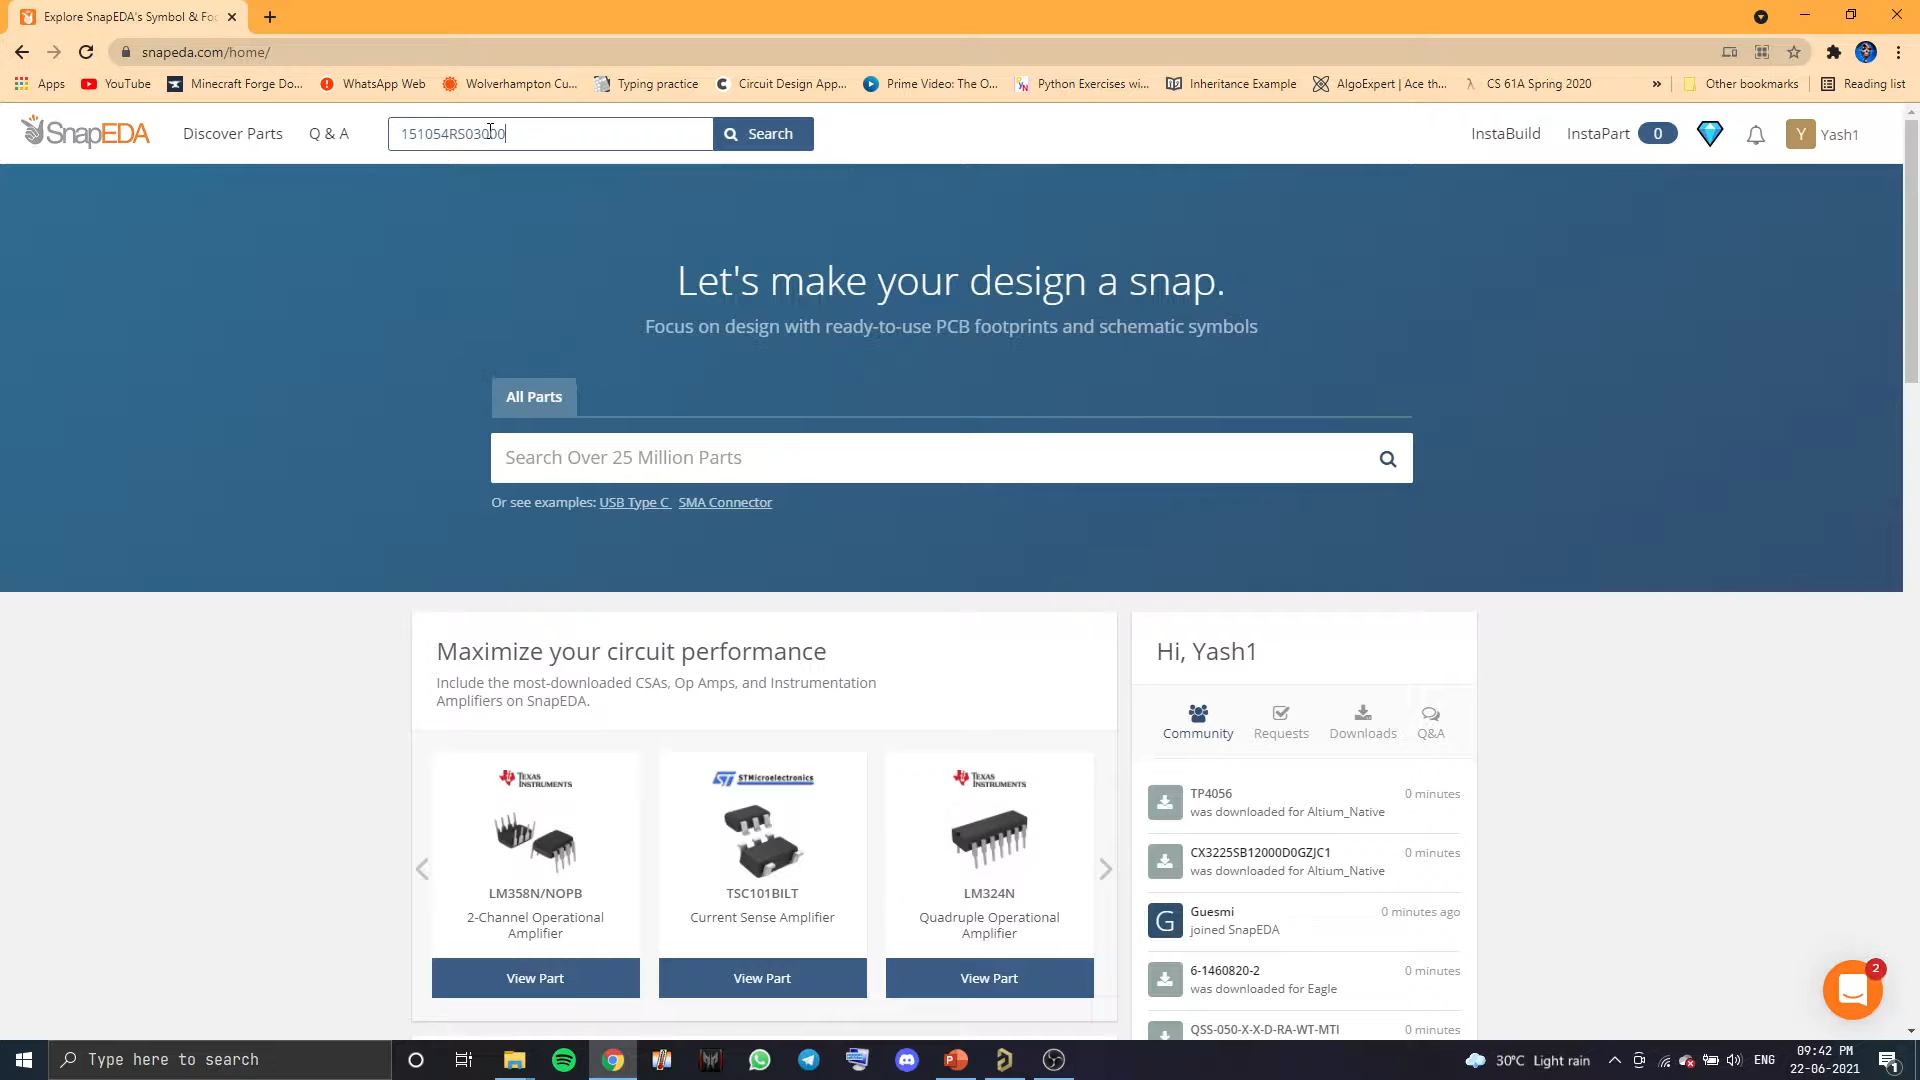 Explore SnapEDA's Symbol & Foo
snapeda.com/home/
Apps
YouTube
Minecraft Forge Do...
WhatsApp Web
Wolverhampton Cu...
Typing practice
Circuit Design App...
Prime Video: The O...
Python Exercises wi...
Inheritance Example
AlgoExpert | Ace th...
CS 61A Spring 2020
»
Other bookmarks
Reading list
SnapEDA
Discover Parts
Q & A
151054RS03000
Search
InstaBuild
InstaPart 0
Y Yash1
Let's make your design a snap.
Focus on design with ready-to-use PCB footprints and schematic symbols
All Parts
Search Over 25 Million Parts
Or see examples: USB Type C SMA Connector
Maximize your circuit performance
Include the most-downloaded CSAs, Op Amps, and Instrumentation
Amplifiers on SnapEDA.
TEXAS
INSTRUMENTS
LM358N/NOPB
2-Channel Operational
Amplifier
View Part
STMicroelectronics
TSC101BILT
Current Sense Amplifier
View Part
TEXAS
INSTRUMENTS
LM324N
Quadruple Operational
Amplifier
View Part
Hi, Yash1
Community
Requests
Downloads
Q&A
TP4056 0 minutes
was downloaded for Altium_Native
CX3225SB12000D0GZJC1 0 minutes
was downloaded for Altium_Native
G
Guesmi 0 minutes ago
joined SnapEDA
6-1460820-2 0 minutes
was downloaded for Eagle
QSS-050-X-X-D-RA-WT-MTI 0 minutes
2
Type here to search
30°C Light rain
ENG
09:42 PM
22-06-2021
1